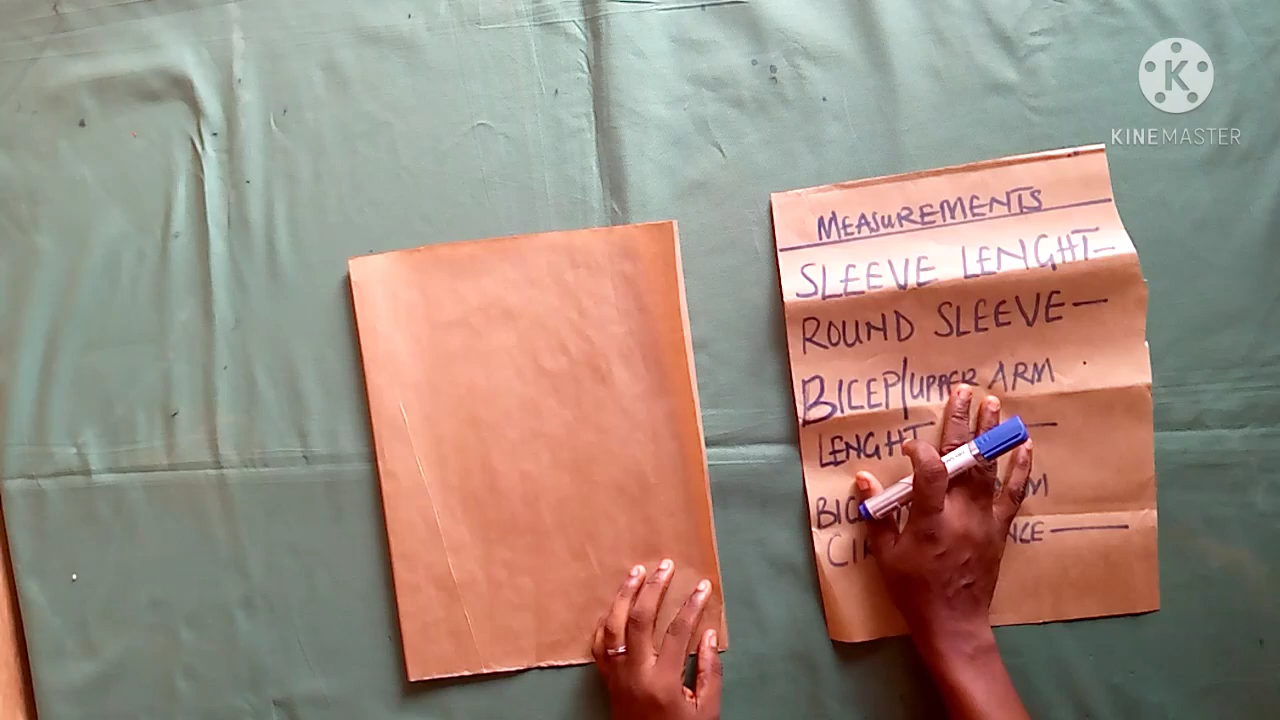 K
KINEMASTER
MEASUREMENTS
SLEEVE LENGHT-
ROUND SLEEVE-
BICEP/UPPER ARM
LENGHT